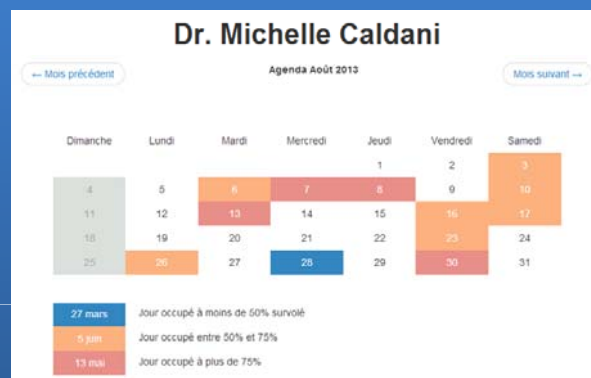 Dr. Michelle Caldani
← Mois précédent
Agenda Août 2013
Mois suivant →
Dimanche Lundi Mardi Mercredi Jeudi Vendredi Samedi
1 2 3
4 5 6 7 8 9 10
11 12 13 14 15 16 17
18 19 20 21 22 23 24
25 26 27 28 29 30 31
27 mars Jour occupé à moins de 50% survolé
5 juin Jour occupé entre 50% et 75%
13 mai Jour occupé à plus de 75%